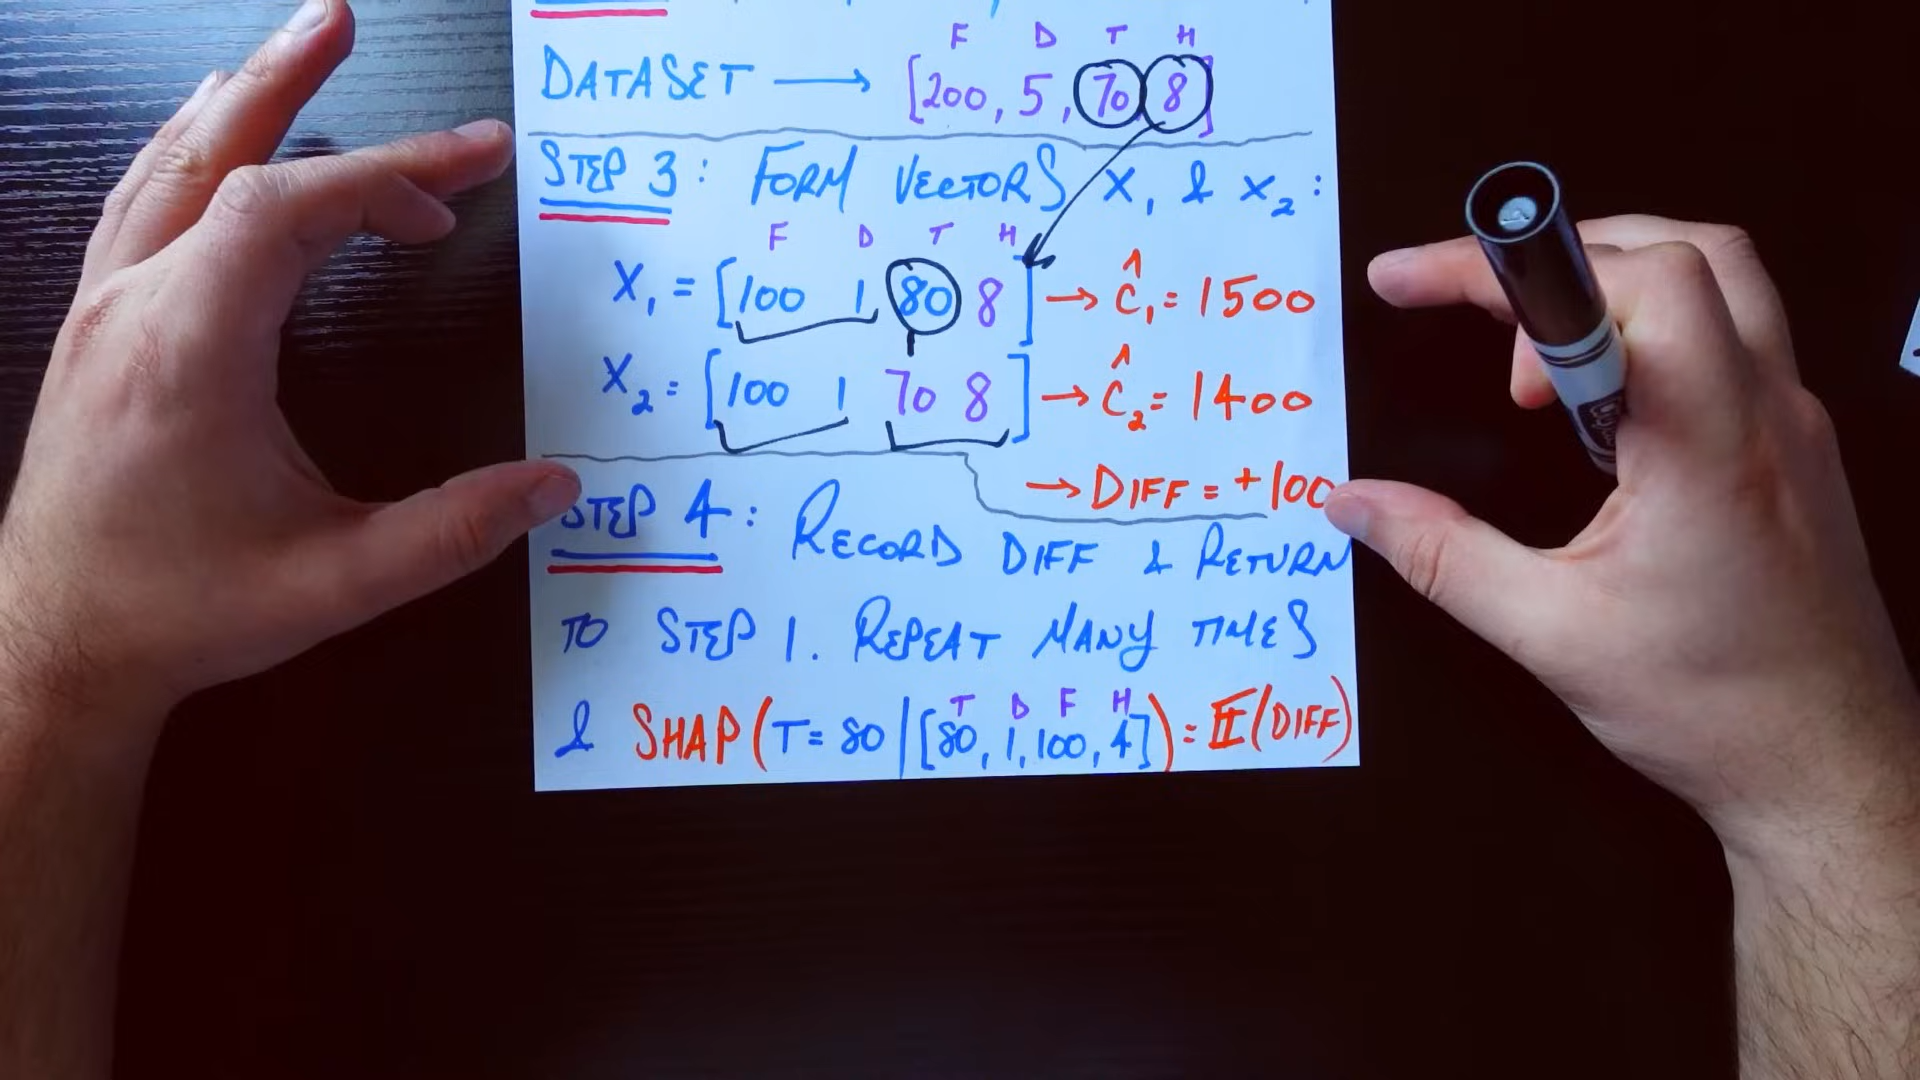 F D T H
DATASET → [200, 5, 70, 8]
STEP 3: FORM VECTORS X₁ & X₂:
F D T H
X₁ = [100 1 80 8] → Ĉ₁ = 1500
X₂ = [100 1 70 8] → Ĉ₂ = 1400
→ DIFF = +100
STEP 4: RECORD DIFF & RETURN
TO STEP 1. REPEAT MANY TIMES
T D F H
& SHAP(T=80 | [80, 1, 100, 4]) = 𝔼(DIFF)